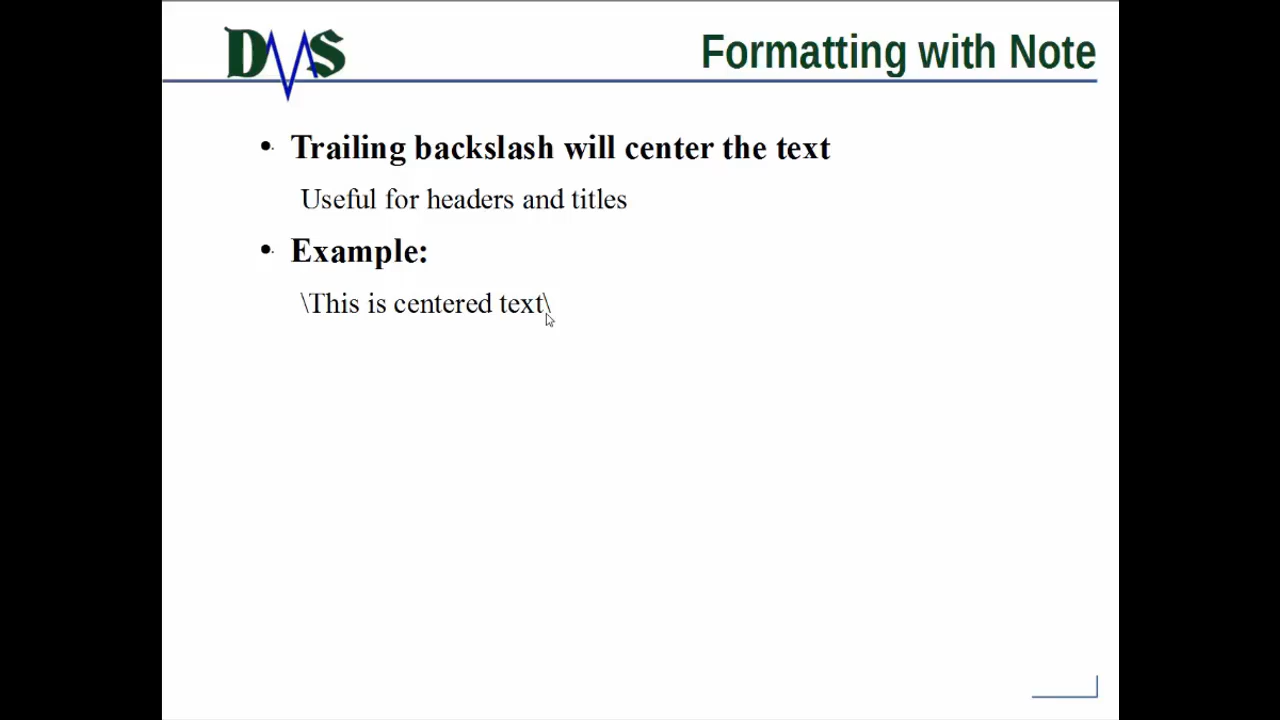 DMS
Formatting with Note
• Trailing backslash will center the text
Useful for headers and titles
• Example:
\This is centered text\